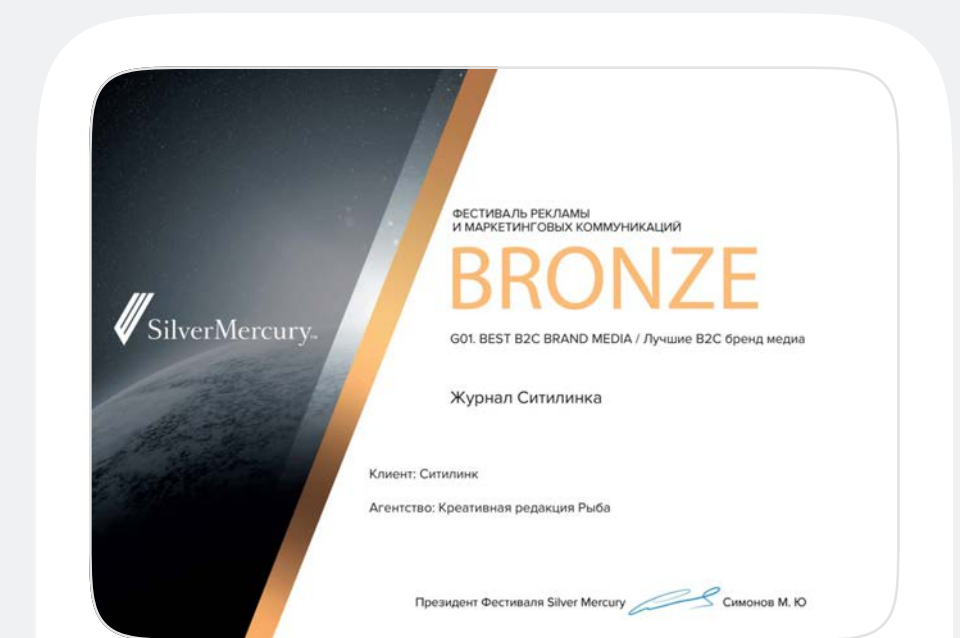 SilverMercury
ФЕСТИВАЛЬ РЕКЛАМЫ
И МАРКЕТИНГОВЫХ КОММУНИКАЦИЙ
BRONZE
G01. BEST B2C BRAND MEDIA / Лучшие B2C бренд медиа
Журнал Ситилинка
Клиент: Ситилинк
Агентство: Креативная редакция Рыба
Президент Фестиваля Silver Mercury Симонов М. Ю